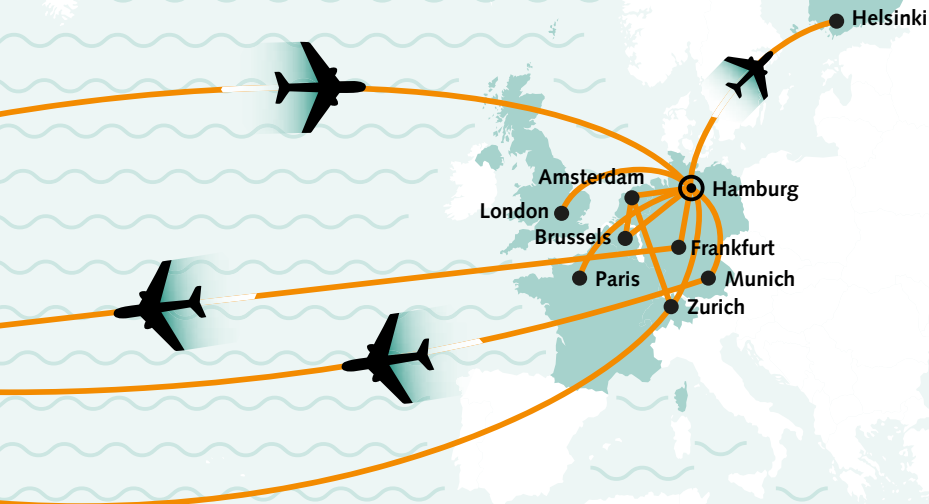 Helsinki
Amsterdam
Hamburg
London
Brussels
Frankfurt
Paris
Munich
Zurich